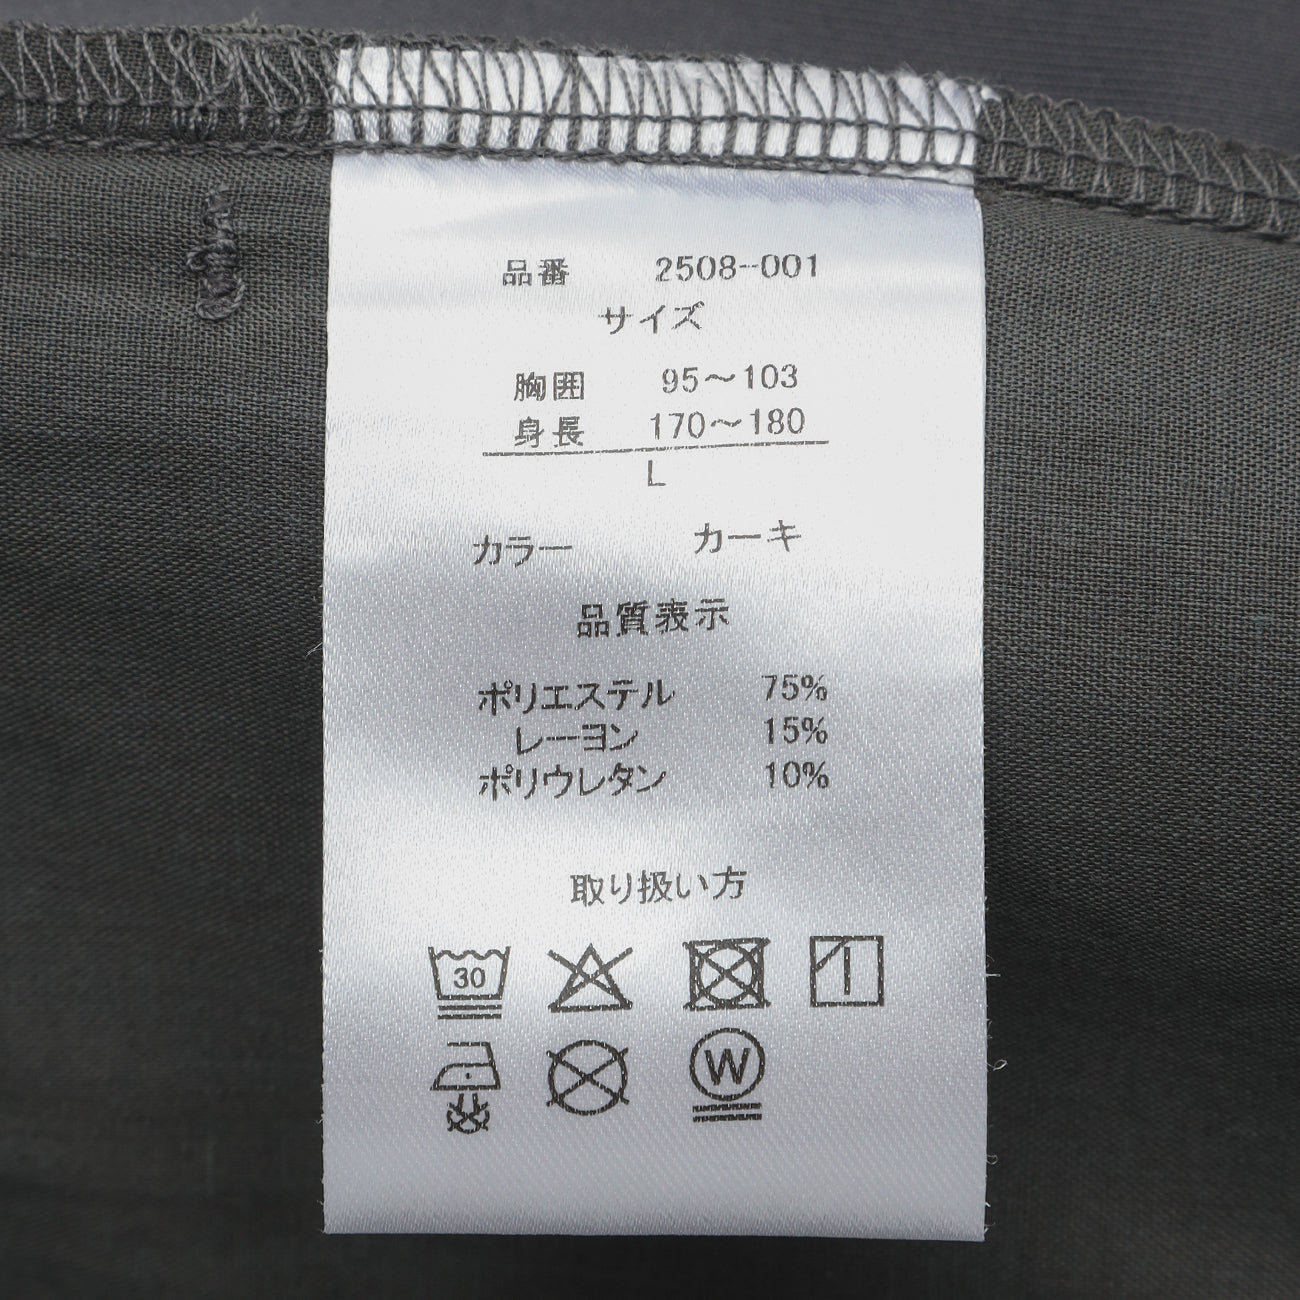 品番 2508-001
サイズ
胸囲 95～103
身長 170～180
L
カラー カーキ
品質表示
ポリエステル 75%
レーヨン 15%
ポリウレタン 10%
取り扱い方
30
W